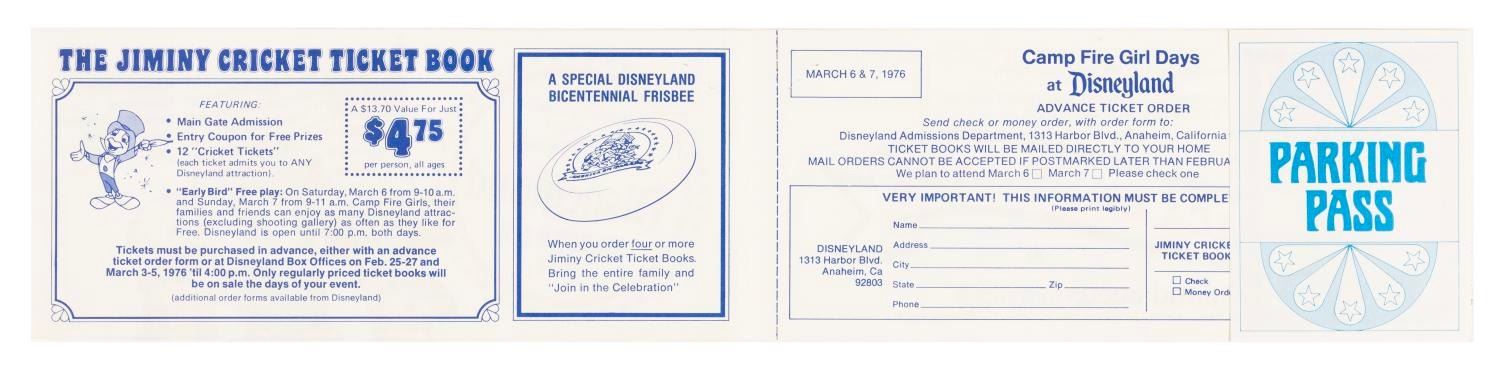 THE JIMINY CRICKET TICKET BOOK
FEATURING:
• Main Gate Admission
• Entry Coupon for Free Prizes
• 12 "Cricket Tickets"
(each ticket admits you to ANY
Disneyland attraction).
A $13.70 Value For Just
$4.75
per person, all ages
• "Early Bird" Free play: On Saturday, March 6 from 9-10 a.m.
and Sunday, March 7 from 9-11 a.m. Camp Fire Girls, their
families and friends can enjoy as many Disneyland attrac-
tions (excluding shooting gallery) as often as they like for
Free. Disneyland is open until 7:00 p.m. both days.
Tickets must be purchased in advance, either with an advance
ticket order form or at Disneyland Box Offices on Feb. 25-27 and
March 3-5, 1976 'til 4:00 p.m. Only regularly priced ticket books will
be on sale the days of your event.
(additional order forms available from Disneyland)
A SPECIAL DISNEYLAND
BICENTENNIAL FRISBEE
AMERICA ON PARADE
When you order four or more
Jiminy Cricket Ticket Books.
Bring the entire family and
"Join in the Celebration"
MARCH 6 & 7, 1976
Camp Fire Girl Days
at Disneyland
ADVANCE TICKET ORDER
Send check or money order, with order form to:
Disneyland Admissions Department, 1313 Harbor Blvd., Anaheim, California
TICKET BOOKS WILL BE MAILED DIRECTLY TO YOUR HOME
MAIL ORDERS CANNOT BE ACCEPTED IF POSTMARKED LATER THAN FEBRUA
We plan to attend March 6 □ March 7 □ Please check one
VERY IMPORTANT! THIS INFORMATION MUST BE COMPLE
(Please print legibly)
DISNEYLAND
1313 Harbor Blvd.
Anaheim, Ca
92803
Name
Address
City
State Zip
Phone
JIMINY CRICKE
TICKET BOOK
□ Check
□ Money Orde
PARKING
PASS